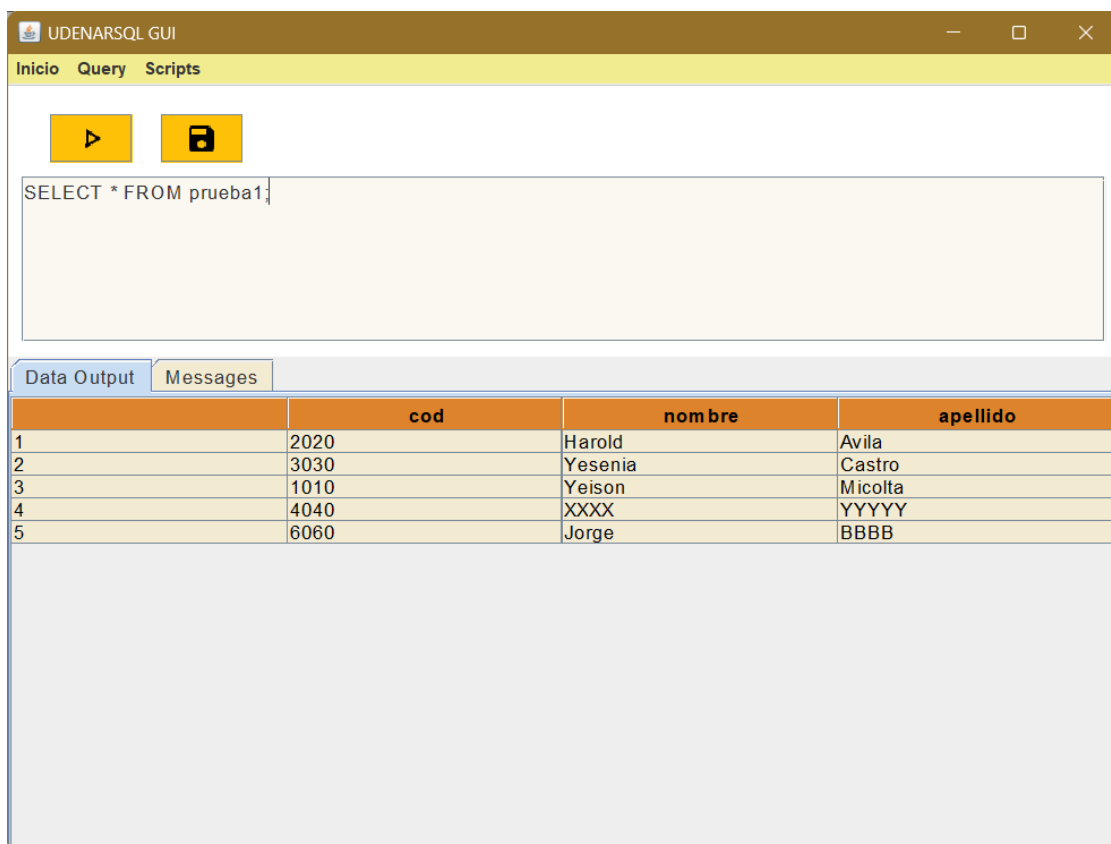 UDENARSQL GUI
Inicio Query Scripts
SELECT * FROM prueba1;
Data Output Messages
cod nombre apellido
1 2020 Harold Avila
2 3030 Yesenia Castro
3 1010 Yeison Micolta
4 4040 XXXX YYYYY
5 6060 Jorge BBBB